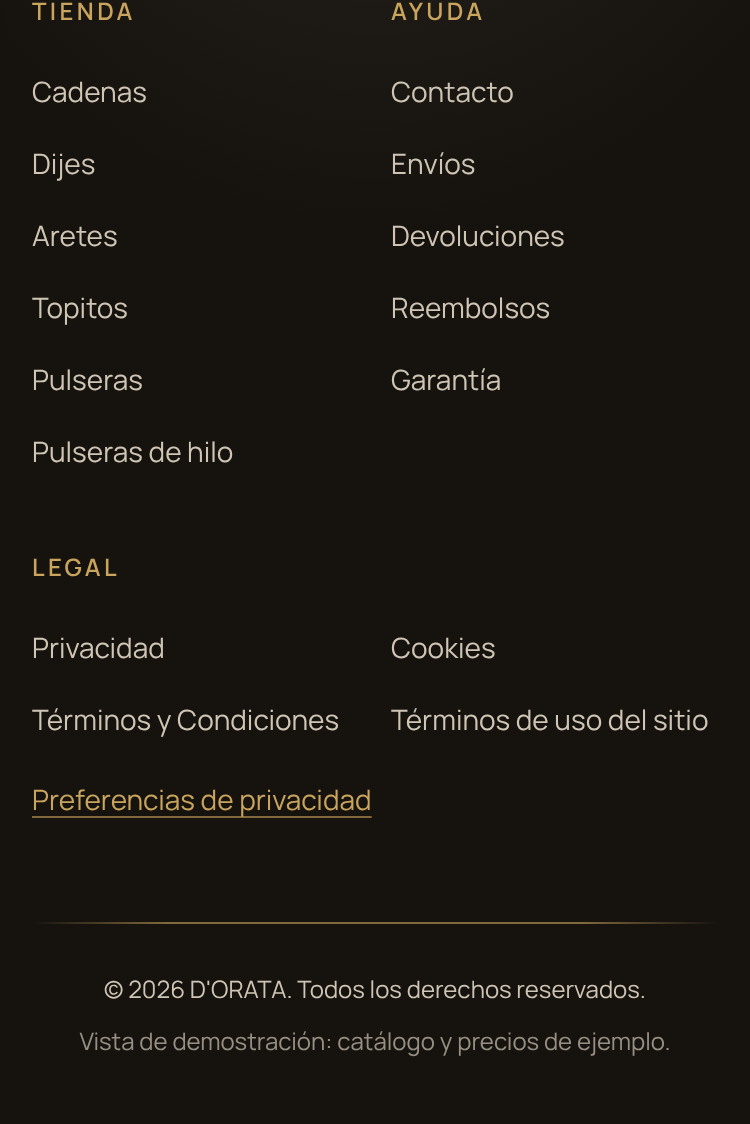 TIENDA
Cadenas
Dijes
Aretes
Topitos
Pulseras
Pulseras de hilo
AYUDA
Contacto
Envíos
Devoluciones
Reembolsos
Garantía
LEGAL
Privacidad
Cookies
Términos y Condiciones
Términos de uso del sitio
Preferencias de privacidad
© 2026 D'ORATA. Todos los derechos reservados.
Vista de demostración: catálogo y precios de ejemplo.